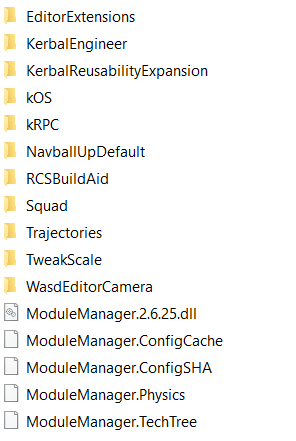 EditorExtensions
KerbalEngineer
KerbalReusabilityExpansion
kOS
kRPC
NavballUpDefault
RCSBuildAid
Squad
Trajectories
TweakScale
WasdEditorCamera
ModuleManager.2.6.25.dll
ModuleManager.ConfigCache
ModuleManager.ConfigSHA
ModuleManager.Physics
ModuleManager.TechTree